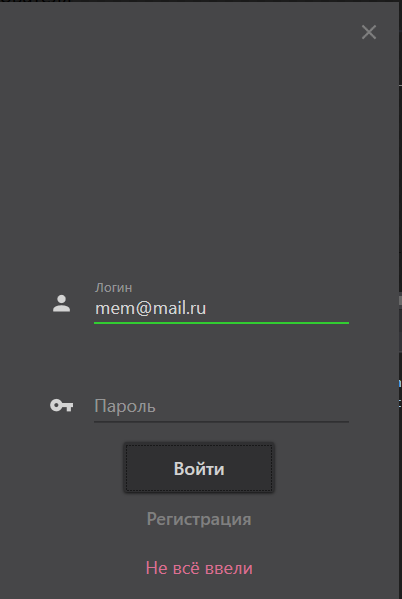 Логин
mem@mail.ru
Пароль
Войти
Регистрация
Не всё ввели